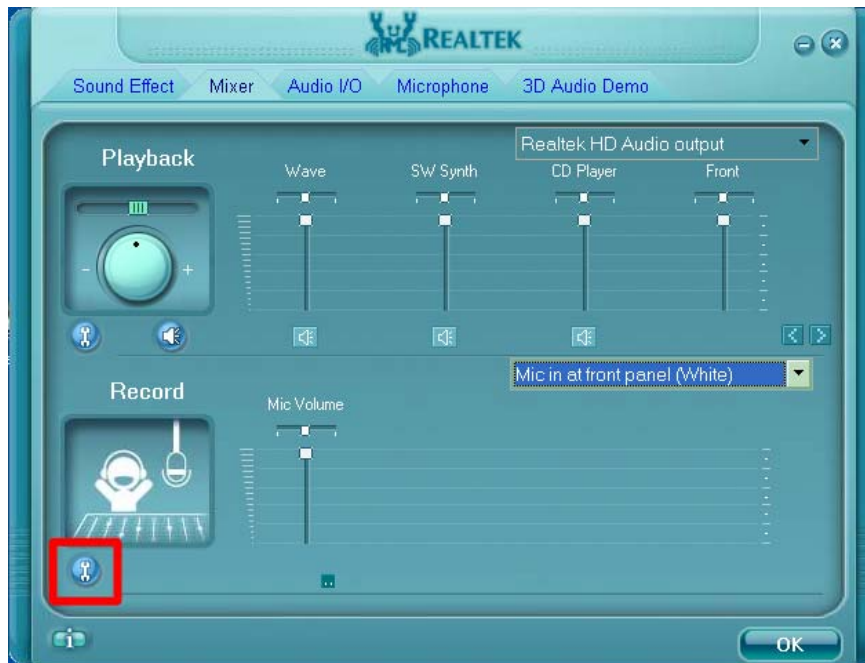 REALTEK
Sound Effect Mixer Audio I/O Microphone 3D Audio Demo
Realtek HD Audio output
Playback
Wave SW Synth CD Player Front
- +
Mic in at front panel (White)
Record
Mic Volume
..
i
OK